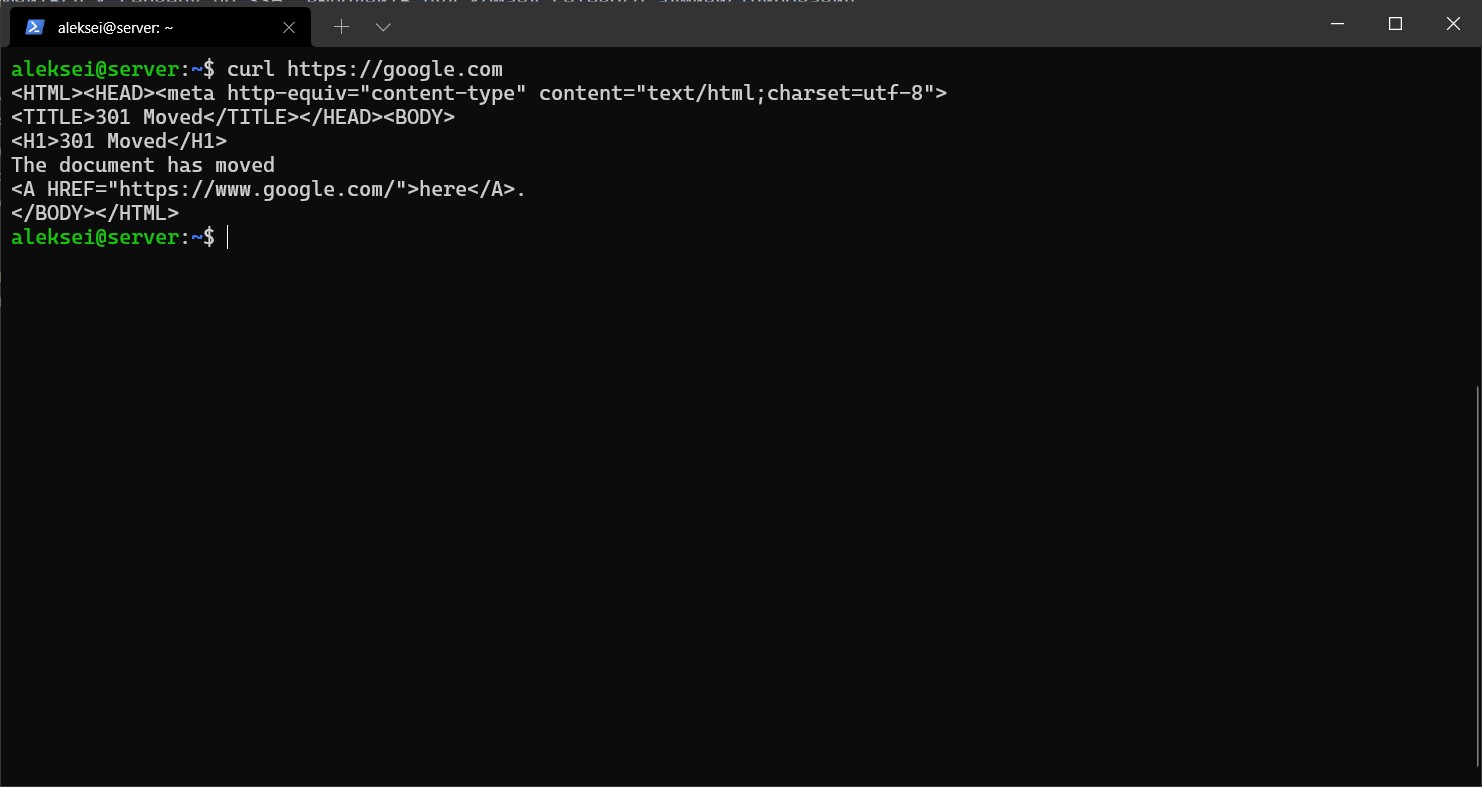 aleksei@server: ~
aleksei@server:~$ curl https://google.com
<HTML><HEAD><meta http-equiv="content-type" content="text/html;charset=utf-8">
<TITLE>301 Moved</TITLE></HEAD><BODY>
<H1>301 Moved</H1>
The document has moved
<A HREF="https://www.google.com/">here</A>.
</BODY></HTML>
aleksei@server:~$